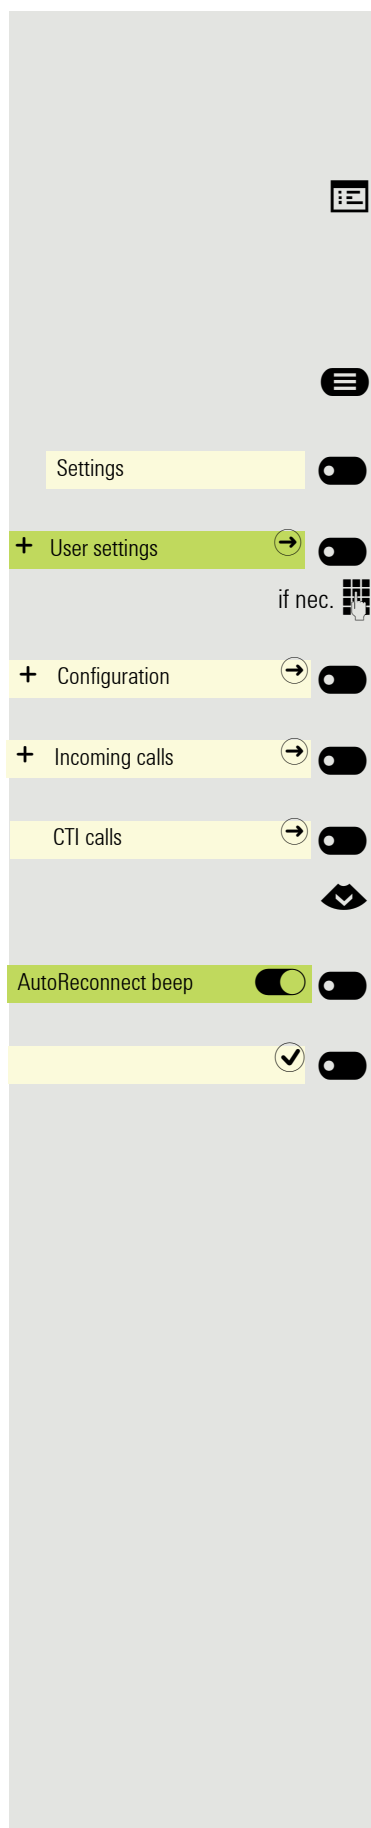 Settings
+ User settings
if nec.
+ Configuration
+ Incoming calls
CTI calls
AutoReconnect beep